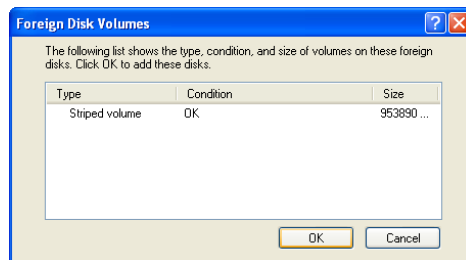 Foreign Disk Volumes
The following list shows the type, condition, and size of volumes on these foreign
disks. Click OK to add these disks.
Type Condition Size
Striped volume OK 953890 ...
OK Cancel